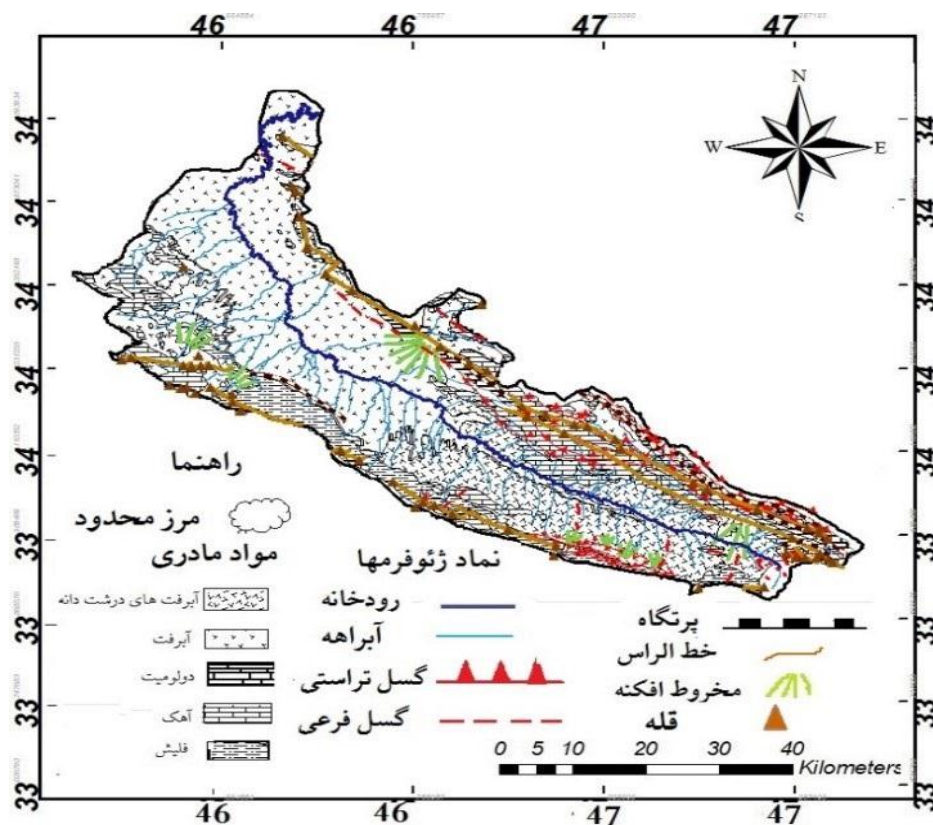 46 46 47 47
34
34
34
34
34
33
33
33
33
46 46 47 47
N
W E
S
راهنما
مرز محدود
مواد مادری
آبرفت های درشت دانه
آبرفت
دولومیت
آهک
فلیش
نماد ژئوفرمها
رودخانه
آبراهه
گسل تراستی
گسل فرعی
پرتگاه
خط الراس
مخروط افکنه
قله
0 5 10 20 30 40
Kilometers